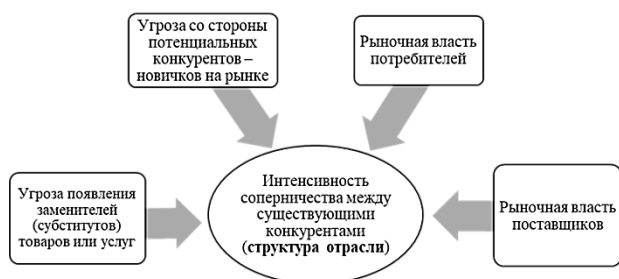 Угроза со стороны
потенциальных
конкурентов –
новичков на рынке
Рыночная власть
потребителей
Угроза появления
заменителей
(субститутов)
товаров или услуг
Интенсивность
соперничества между
существующими
конкурентами
(структура отрасли)
Рыночная власть
поставщиков